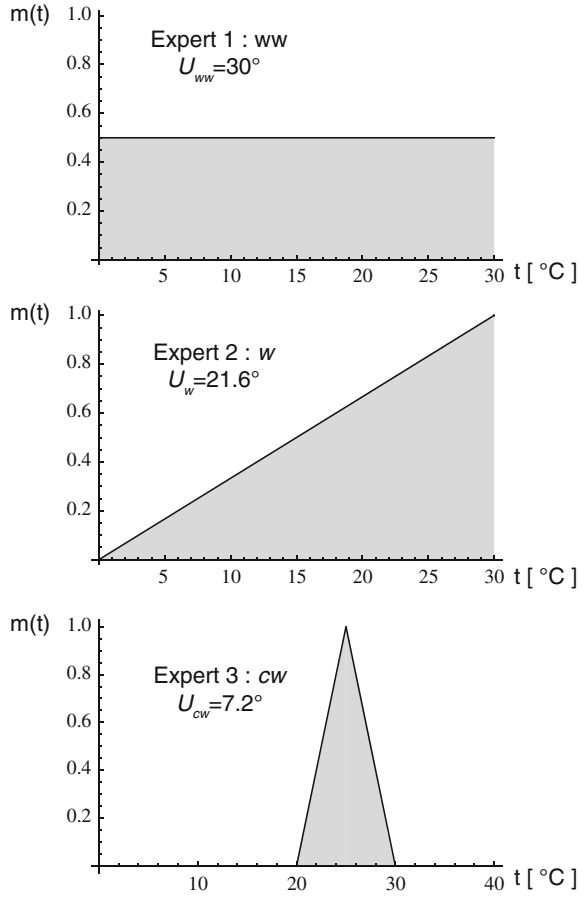 m(t)
1.0
Expert 1 : ww
0.8
U_ww=30°
0.6
0.4
0.2
5 10 15 20 25 30 t [ °C ]
m(t)
1.0
Expert 2 : w
0.8
U_w=21.6°
0.6
0.4
0.2
5 10 15 20 25 30 t [ °C ]
m(t)
1.0
Expert 3 : cw
0.8
U_cw=7.2°
0.6
0.4
0.2
10 20 30 40 t [ °C ]